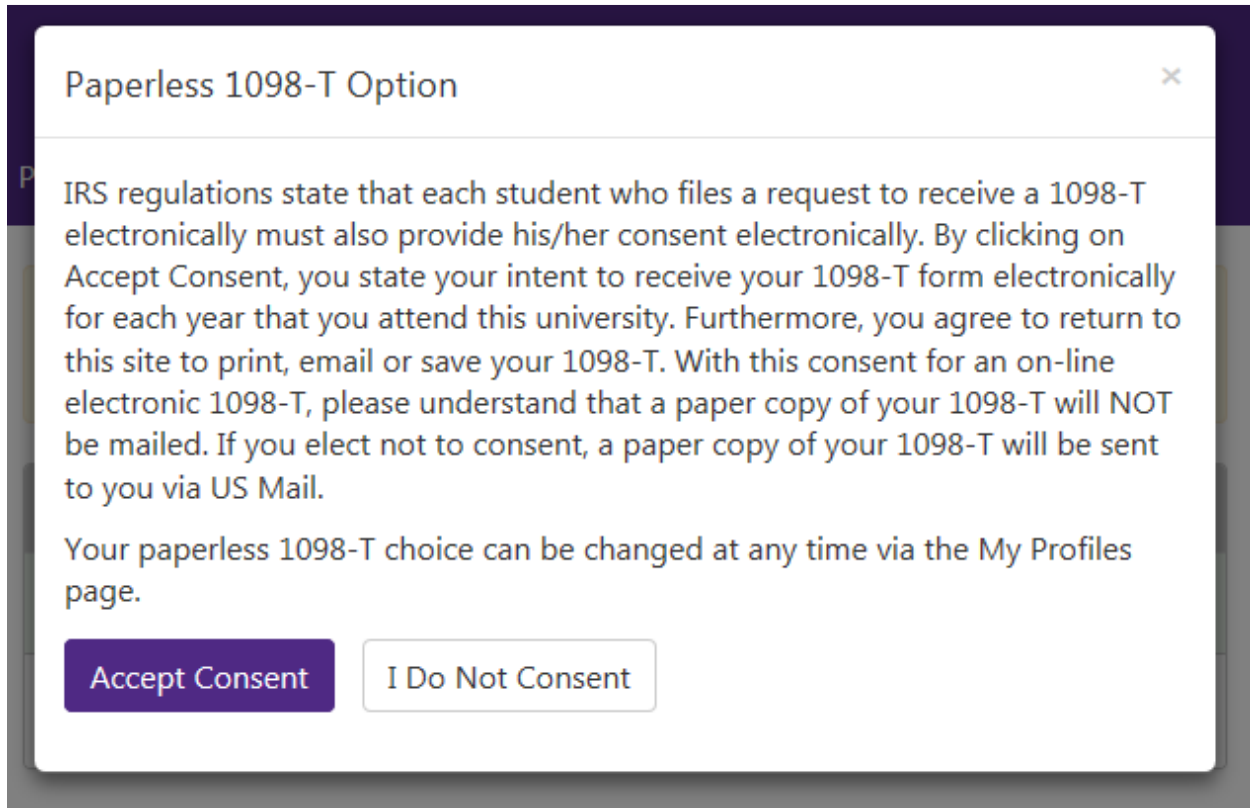 Paperless 1098-T Option
×
P
IRS regulations state that each student who files a request to receive a 1098-T
electronically must also provide his/her consent electronically. By clicking on
Accept Consent, you state your intent to receive your 1098-T form electronically
for each year that you attend this university. Furthermore, you agree to return to
this site to print, email or save your 1098-T. With this consent for an on-line
electronic 1098-T, please understand that a paper copy of your 1098-T will NOT
be mailed. If you elect not to consent, a paper copy of your 1098-T will be sent
to you via US Mail.
Your paperless 1098-T choice can be changed at any time via the My Profiles
page.
Accept Consent
I Do Not Consent